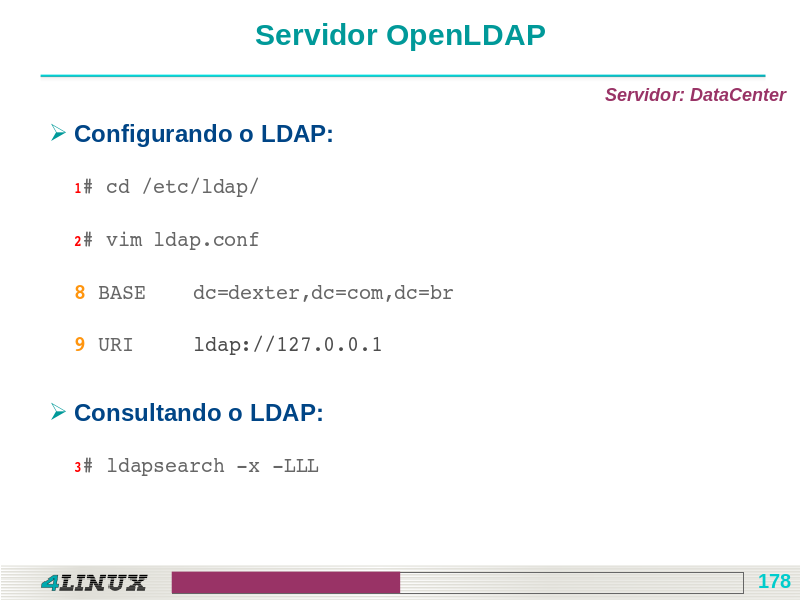 Servidor OpenLDAP
Servidor: DataCenter
Configurando o LDAP:
1# cd /etc/ldap/
2# vim ldap.conf
8 BASE    dc=dexter,dc=com,dc=br
9 URI     ldap://127.0.0.1
Consultando o LDAP:
3# ldapsearch -x -LLL
4LINUX
178